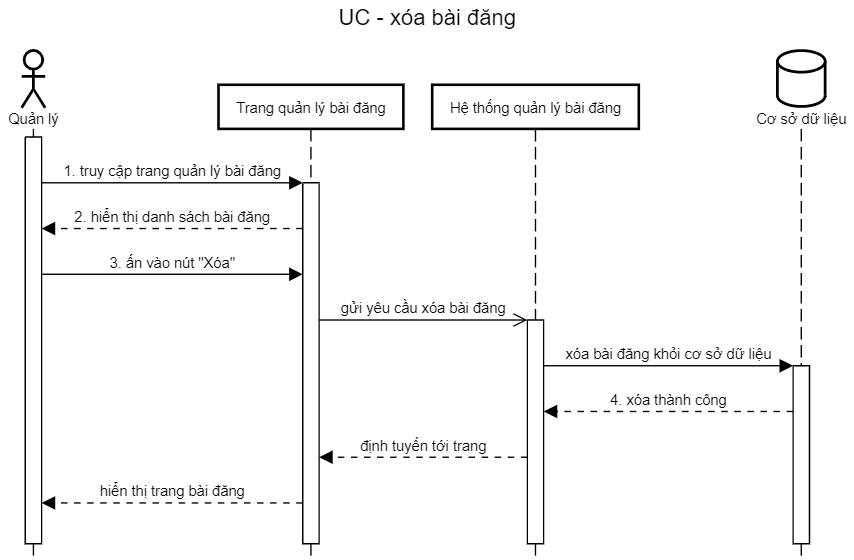 UC - xóa bài đăng
Quản lý
Trang quản lý bài đăng
Hệ thống quản lý bài đăng
Cơ sở dữ liệu
1. truy cập trang quản lý bài đăng
2. hiển thị danh sách bài đăng
3. ấn vào nút "Xóa"
gửi yêu cầu xóa bài đăng
xóa bài đăng khỏi cơ sở dữ liệu
4. xóa thành công
định tuyến tới trang
hiển thị trang bài đăng